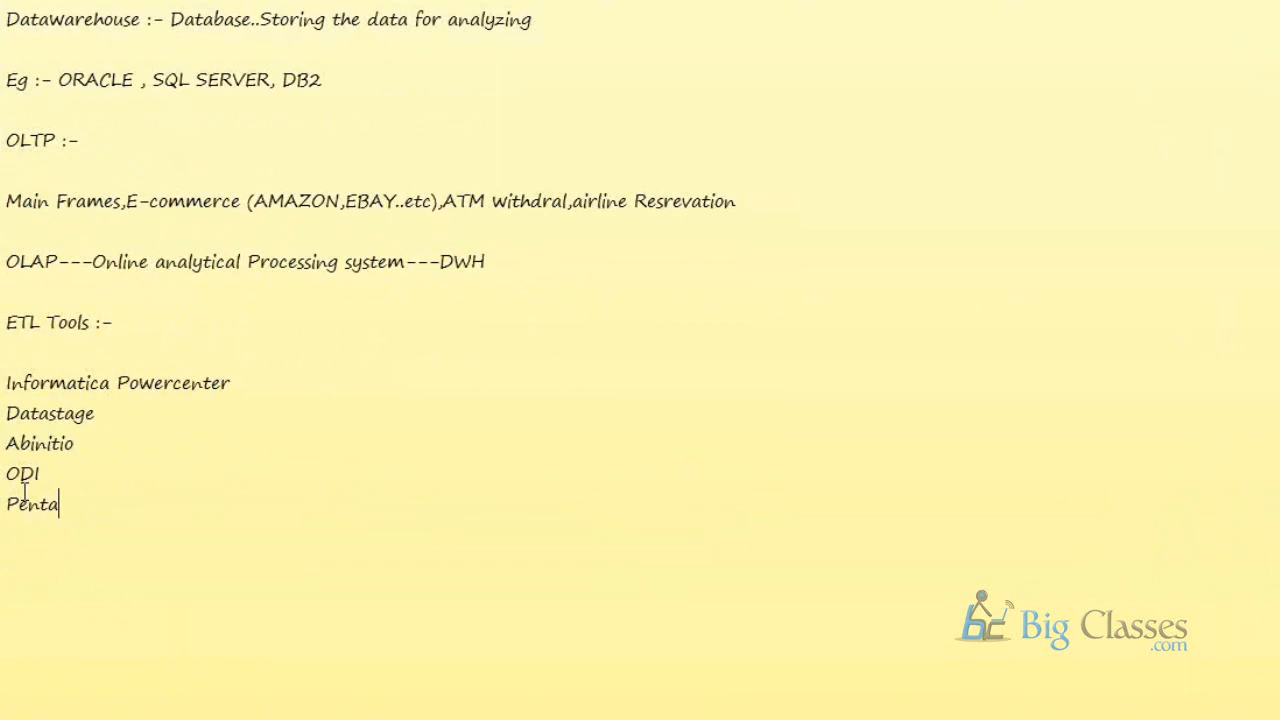 DataWarehouse :- Database..Storing the data for analyzing
Eg :- ORACLE , SQL SERVER, DB2
OLTP :-
Main Frames,E-commerce (AMAZON,EBAY..etc),ATM withdral,airline Resrevation
OLAP---Online analytical Processing system---DWH
ETL Tools :-
Informatica Powercenter
Datastage
Abinitio
ODI
Penta
bc Big Classes
.com